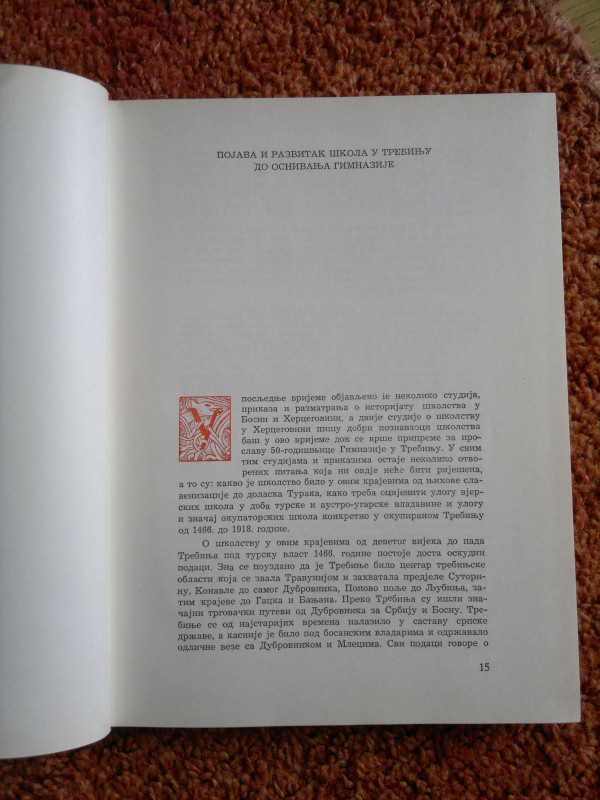 ПОЈАВА И РАЗВИТАК ШКОЛА У ТРЕБИЊУ
ДО ОСНИВАЊА ГИМНАЗИЈЕ
У посљедње вријеме објављено је неколико студија,
приказа и разматрања о историјату школства у
Босни и Херцеговини, а двије студије о школству
у Херцеговини пишу добри познаваоци школства
баш у ово вријеме док се врше припреме за про-
славу 50-годишњице Гимназије у Требињу. У свим
тим студијама и приказима остаје неколико отво-
рених питања која ни овдје неће бити ријешена,
а то су: какво је школство било у овим крајевима од њихове сла-
венизације до доласка Турака, како треба оцијенити улогу вјер-
ских школа у доба турске и аустро-угарске владавине и улогу
и значај окупаторских школа конкретно у окупираном Требињу
од 1466. до 1918. године.
О школству у овим крајевима од деветог вијека до пада
Требиња под турску власт 1466. године постоје доста оскудни
подаци. Зна се поуздано да је Требиње било центар требињске
области која се звала Травунијом и захватала предјеле Сутори-
ну, Конавле до самог Дубровника, Попово поље до Љубиња, за-
тим крајеве до Гацка и Бањана. Преко Требиња су ишли зна-
чајни трговачки путеви од Дубровника за Србију и Босну. Тре-
биње се од најстаријих времена налазило у саставу српске
државе, а касније је било под босанским владарима и одржавало
одличне везе са Дубровником и Млецима. Сви подаци говоре о
15